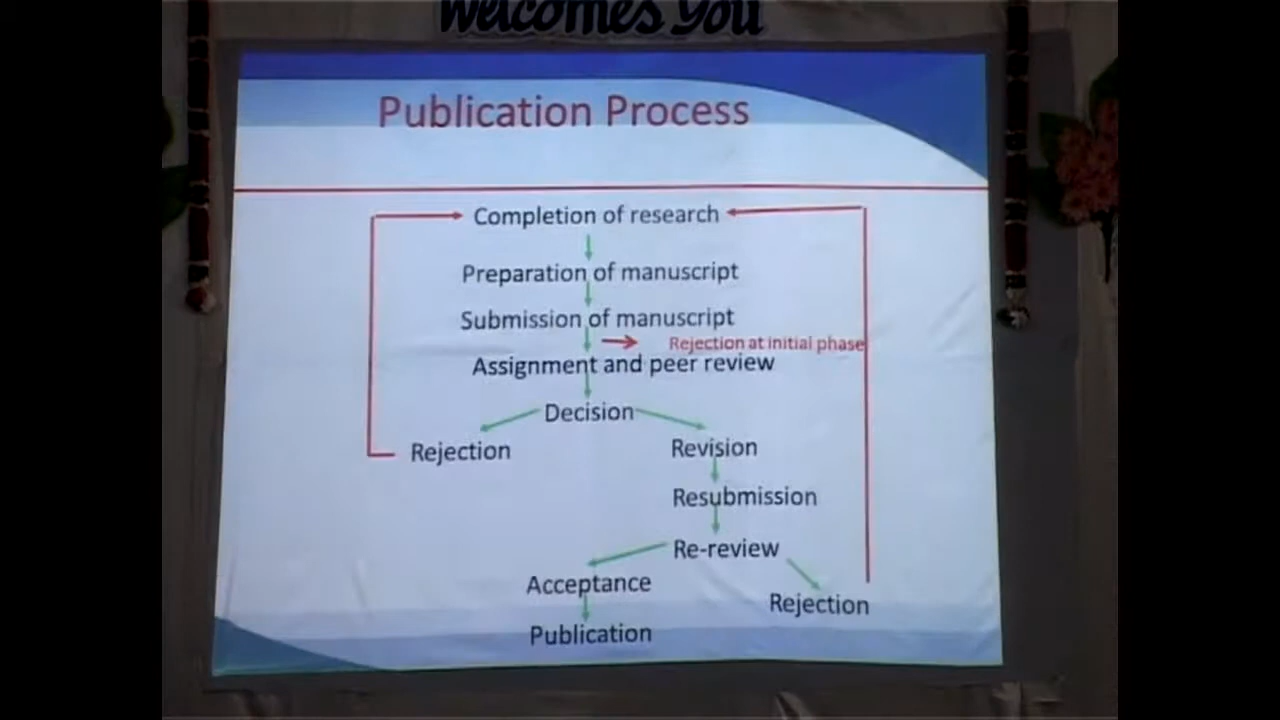 Welcomes You
Publication Process
Completion of research
Preparation of manuscript
Submission of manuscript
Rejection at initial phase
Assignment and peer review
Decision
Rejection
Revision
Resubmission
Re-review
Acceptance
Rejection
Publication